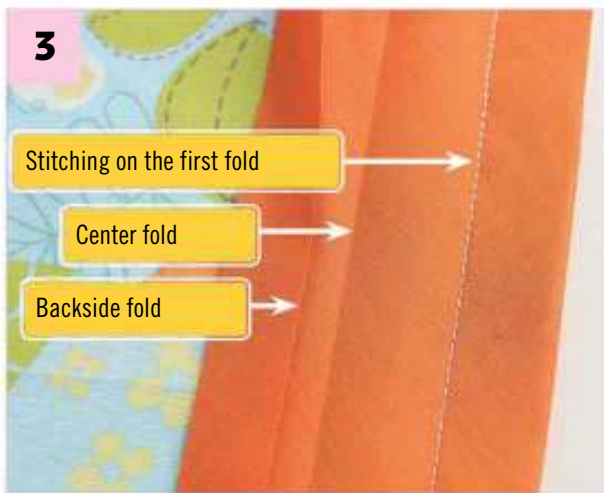 3
Stitching on the first fold
Center fold
Backside fold